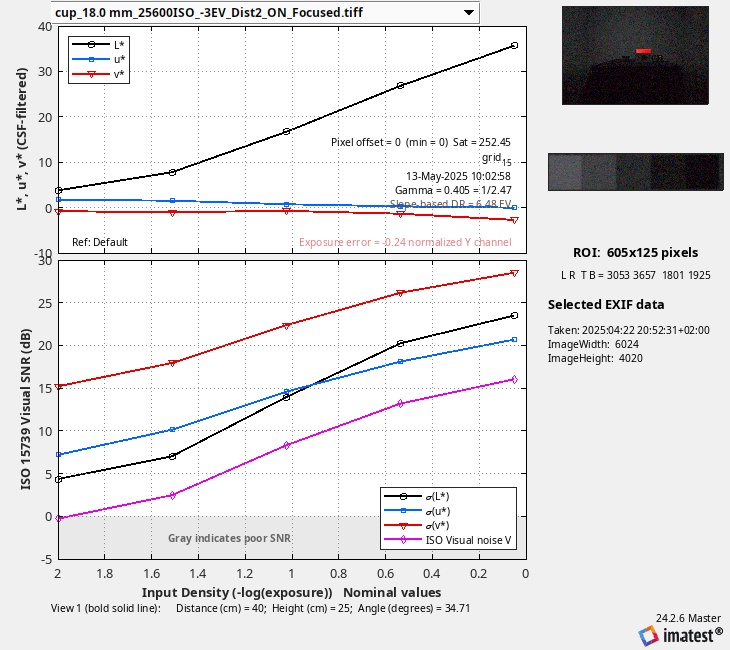 cup_18.0 mm_25600ISO_-3EV_Dist2_ON_Focused.tiff
40
30
20
10
0
-10
L*, u*, v* (CSF-filtered)
L*
u*
v*
Pixel offset = 0 (min = 0) Sat = 252.45
grid15
13-May-2025 10:02:58
Gamma = 0.405 = 1/2.47
Slope-based DR = 6.48 EV
Ref: Default
Exposure error = -0.24 normalized Y channel
30
25
20
15
10
5
0
-5
ISO 15739 Visual SNR (dB)
σ(L*)
σ(u*)
σ(v*)
ISO Visual noise V
Gray indicates poor SNR
2 1.8 1.6 1.4 1.2 1 0.8 0.6 0.4 0.2 0
Input Density (-log(exposure)) Nominal values
View 1 (bold solid line): Distance (cm) = 40; Height (cm) = 25; Angle (degrees) = 34.71
ROI: 605x125 pixels
L R T B = 3053 3657 1801 1925
Selected EXIF data
Taken: 2025:04:22 20:52:31+02:00
ImageWidth: 6024
ImageHeight: 4020
24.2.6 Master
imatest®